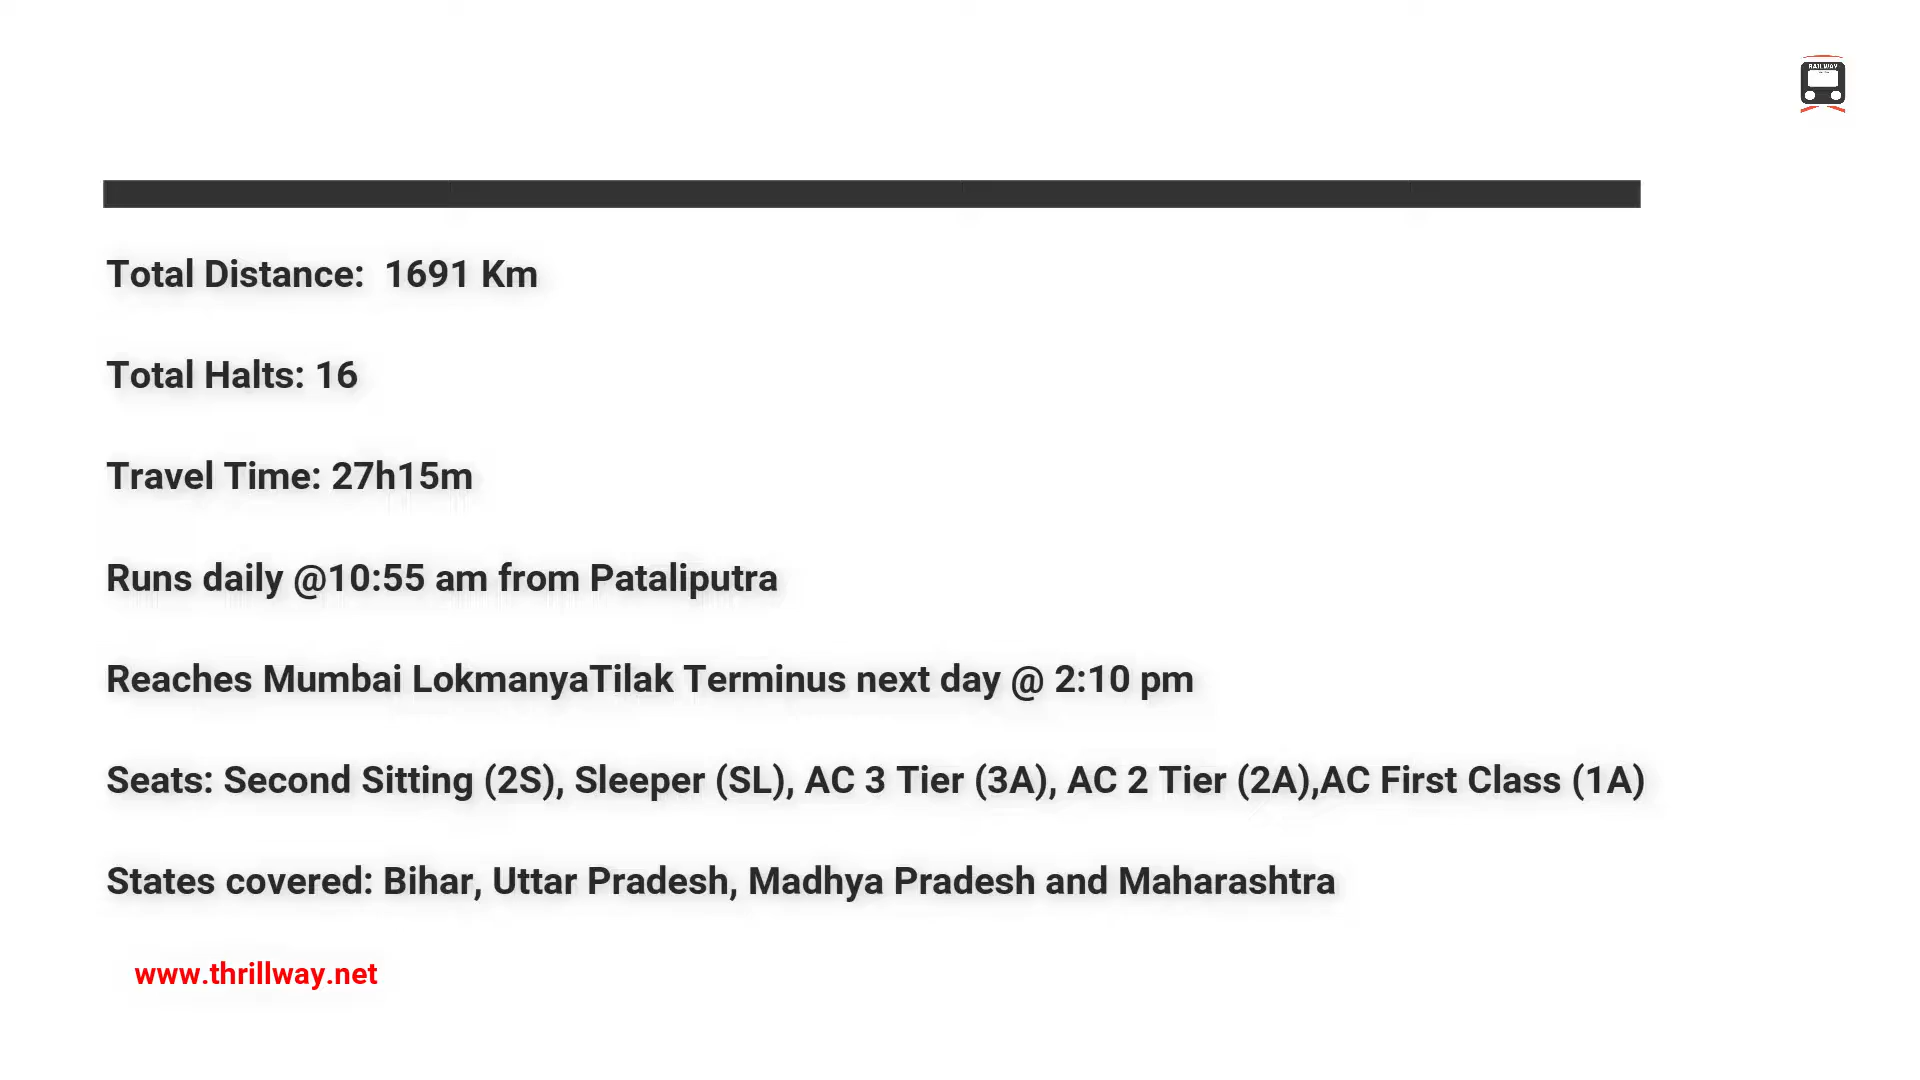 RAILWAY
Total Distance:  1691 Km
Total Halts: 16
Travel Time: 27h15m
Runs daily @10:55 am from Pataliputra
Reaches Mumbai LokmanyaTilak Terminus next day @ 2:10 pm
Seats: Second Sitting (2S), Sleeper (SL), AC 3 Tier (3A), AC 2 Tier (2A),AC First Class (1A)
States covered: Bihar, Uttar Pradesh, Madhya Pradesh and Maharashtra
www.thrillway.net